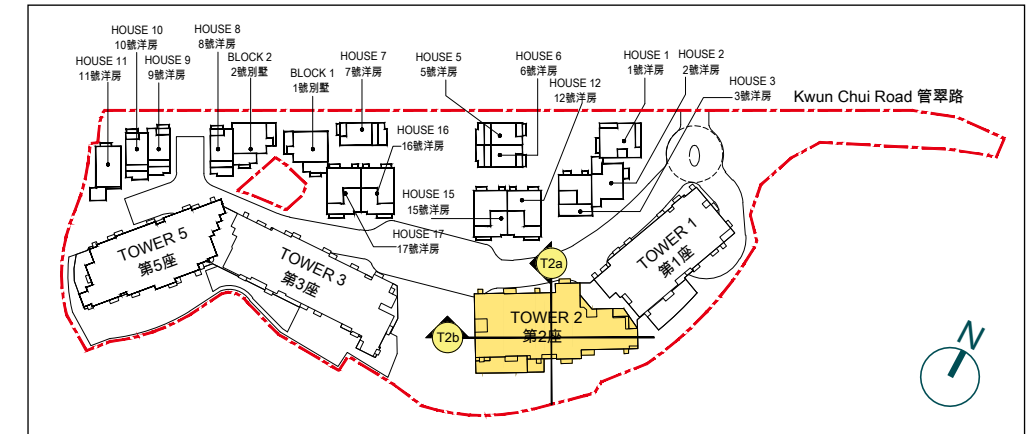 HOUSE 10
10號洋房
HOUSE 8
8號洋房
HOUSE 11
11號洋房
HOUSE 9
9號洋房
BLOCK 2
2號別墅
BLOCK 1
1號別墅
HOUSE 7
7號洋房
HOUSE 5
5號洋房
HOUSE 6
6號洋房
HOUSE 12
12號洋房
HOUSE 1
1號洋房
HOUSE 2
2號洋房
HOUSE 3
3號洋房
Kwun Chui Road 管翠路
HOUSE 16
16號洋房
HOUSE 15
15號洋房
HOUSE 17
17號洋房
TOWER 5
第5座
TOWER 3
第3座
TOWER 1
第1座
T2a
TOWER 2
第2座
T2b
N